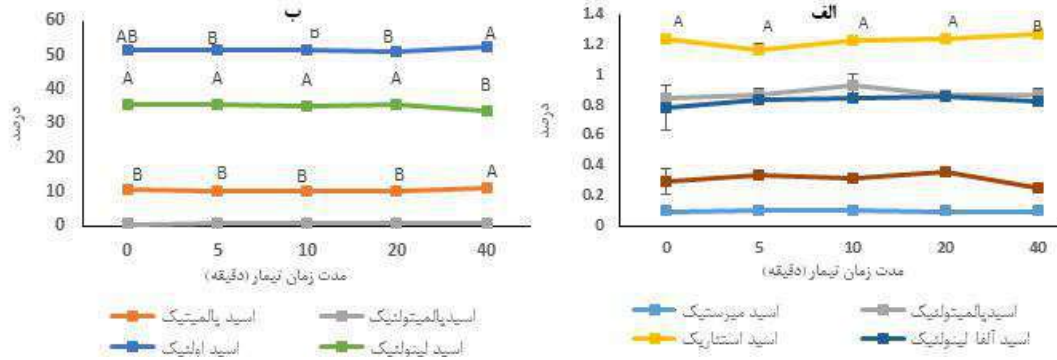 الف
1.4
1.2
1
0.8
0.6
0.4
0.2
0
درصد
A A A A B
0 5 10 20 40
مدت زمان تیمار (دقیقه)
اسید میرستیک
اسیدپالمیتولئیک
اسید استئاریک
اسید آلفا لینولنیک
ب
60
50
40
30
20
10
0
درصد
AB B B B A
A A A A B
B B B B A
0 5 10 20 40
مدت زمان تیمار (دقیقه)
اسید پالمیتیک
اسیدپالمیتولئیک
اسید اولئیک
اسید لینولئیک